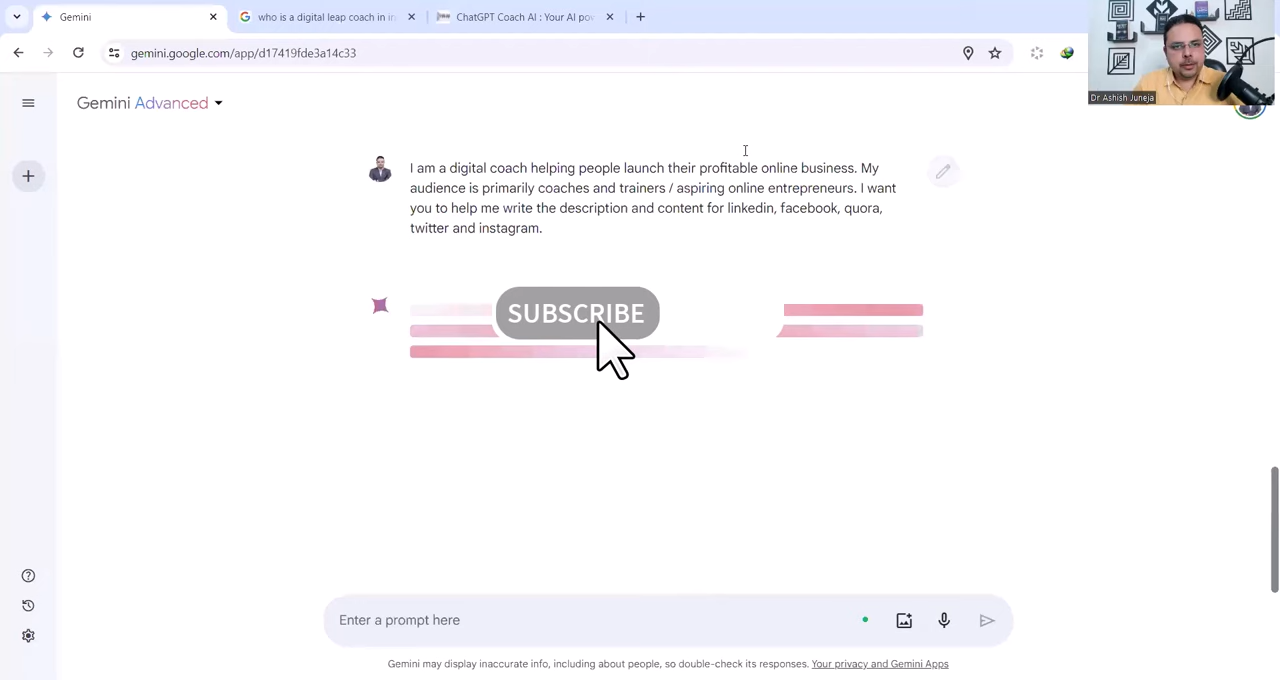 Gemini
who is a digital leap coach in in
ChatGPT Coach AI : Your AI pov
gemini.google.com/app/d17419fde3a14c33
Dr Ashish Juneja
Gemini Advanced
I am a digital coach helping people launch their profitable online business. My
audience is primarily coaches and trainers / aspiring online entrepreneurs. I want
you to help me write the description and content for linkedin, facebook, quora,
twitter and instagram.
SUBSCRIBE
Enter a prompt here
Gemini may display inaccurate info, including about people, so double-check its responses. Your privacy and Gemini Apps